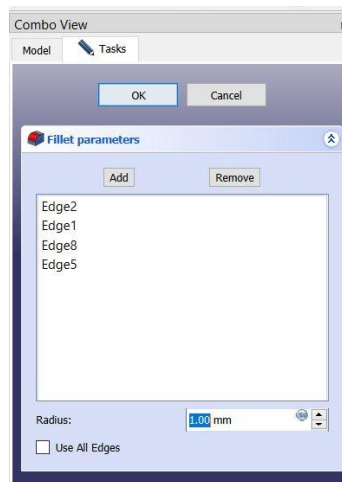 Combo View
Model Tasks
OK Cancel
Fillet parameters
Add Remove
Edge2
Edge1
Edge8
Edge5
Radius: 1.00 mm
Use All Edges